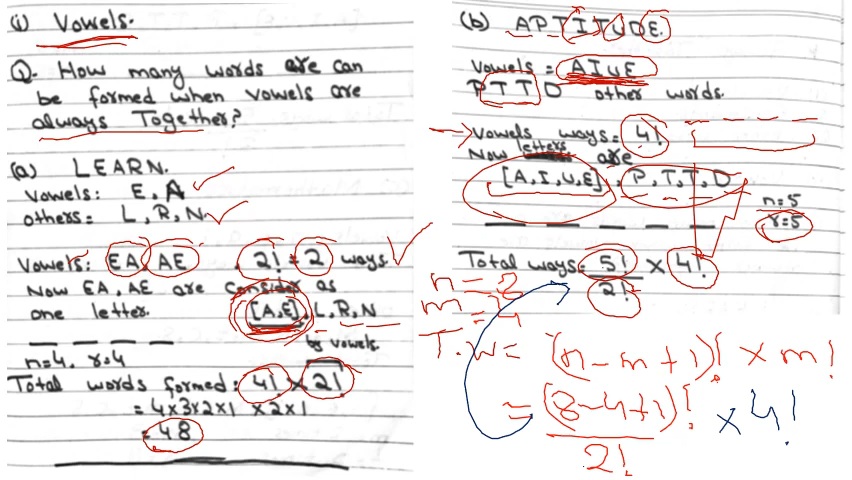 (i) Vowels.
Q. How many words are can
be formed when vowels are
always Together?
(a) LEARN.
Vowels: E, A
others = L, R, N
Vowels: EA, AE 2! = 2 ways.
Now EA, AE are consider as
one letter. [A,E], L,R,N
by vowels.
n=4, r=4
Total words formed: 4! × 2!
= 4×3×2×1 × 2×1
= 48
(b) APTITUDE.
Vowels = AIUE
PTTD other words.
Vowels ways = 4!
Now letters are
[A,I,U,E], P,T,T,D
n=5
r=5
Total ways = 5!/2! × 4!
n = 8
m = 4
T.W = (n-m+1)! × m!
= (8-4+1)!/2! × 4!